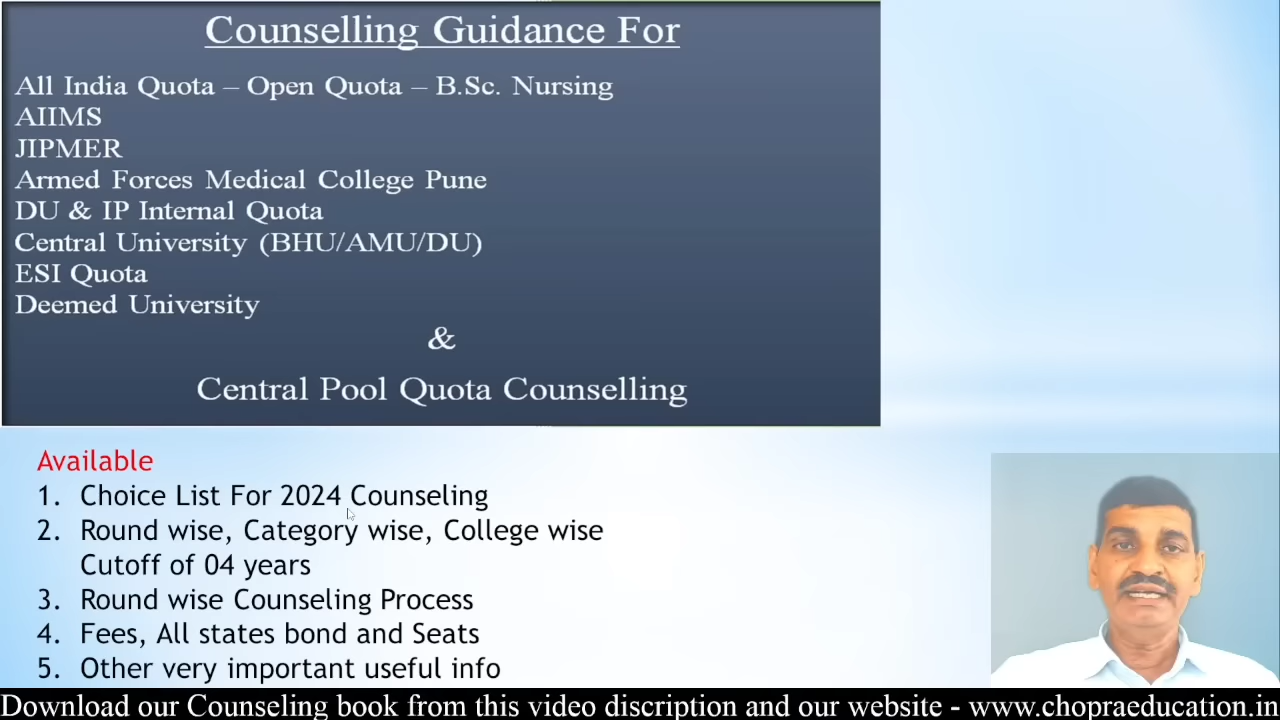 Counselling Guidance For
All India Quota – Open Quota – B.Sc. Nursing
AIIMS
JIPMER
Armed Forces Medical College Pune
DU & IP Internal Quota
Central University (BHU/AMU/DU)
ESI Quota
Deemed University
&
Central Pool Quota Counselling
Available
1. Choice List For 2024 Counseling
2. Round wise, Category wise, College wise
Cutoff of 04 years
3. Round wise Counseling Process
4. Fees, All states bond and Seats
5. Other very important useful info
Download our Counseling book from this video discription and our website - www.chopraeducation.in